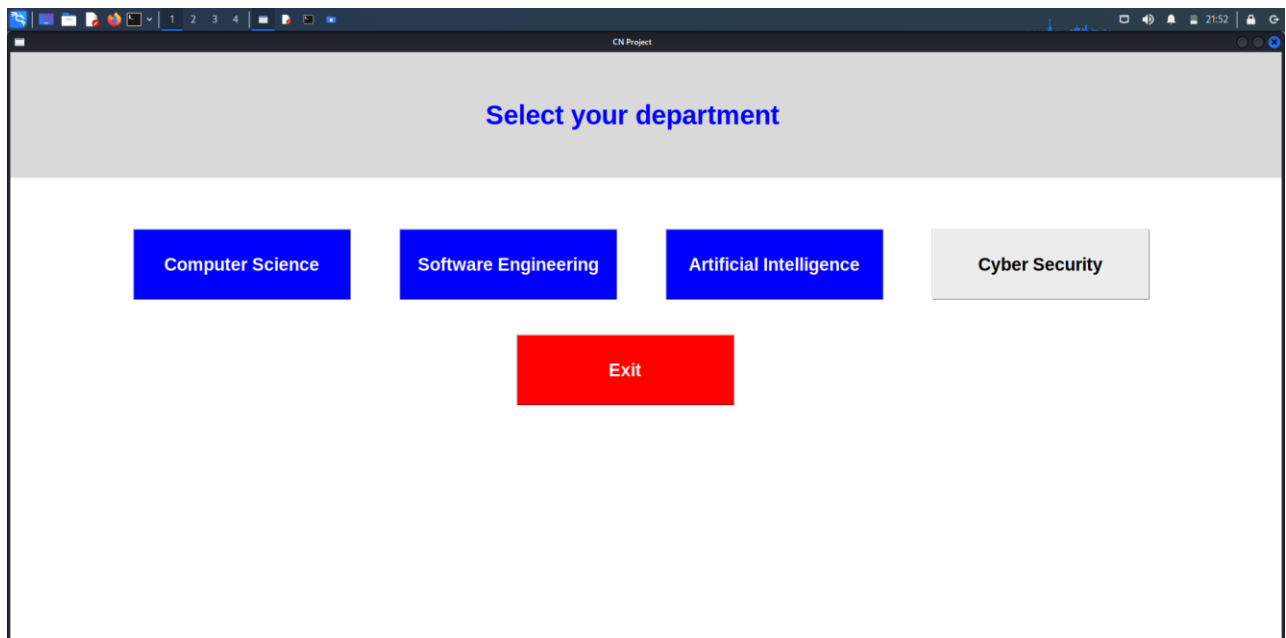 1 2 3 4 21:52
CN Project
Select your department
Computer Science Software Engineering Artificial Intelligence Cyber Security
Exit